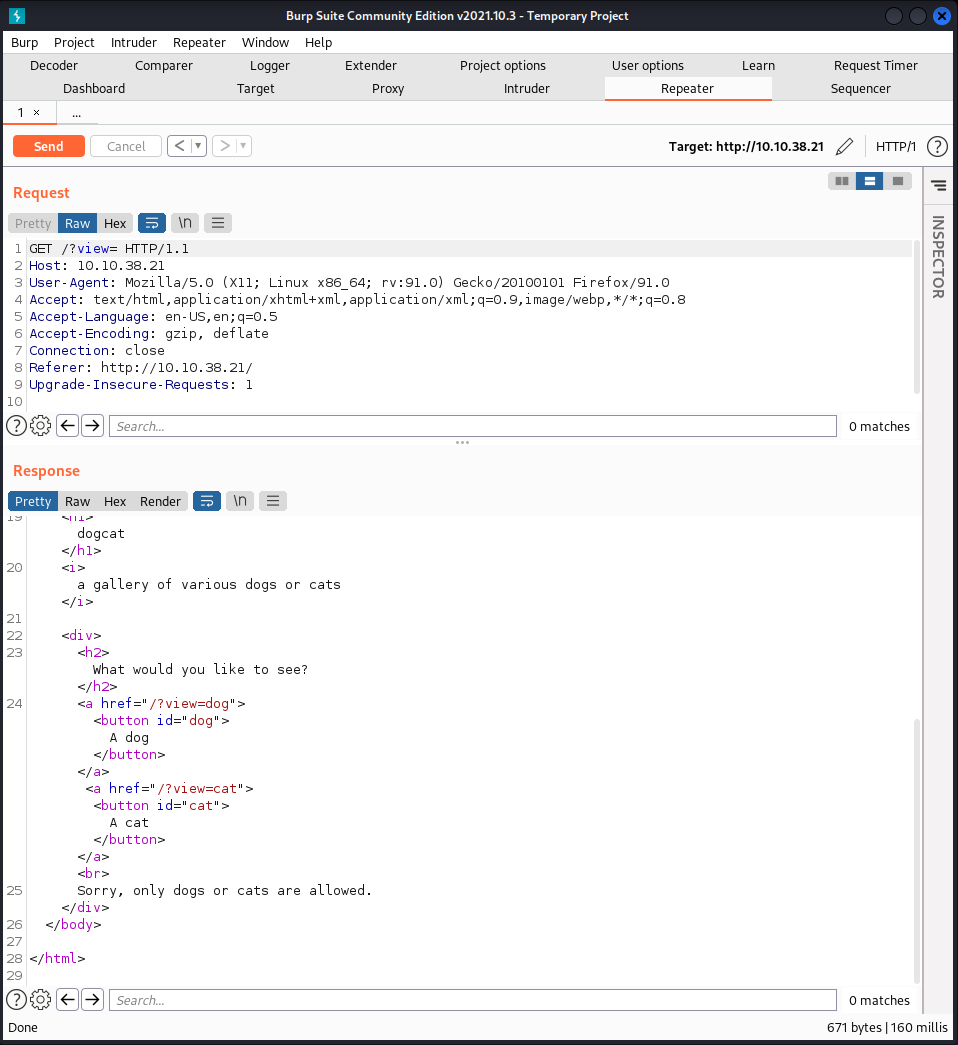 Burp Suite Community Edition v2021.10.3 - Temporary Project
Burp Project Intruder Repeater Window Help
Decoder Comparer Logger Extender Project options User options Learn Request Timer
Dashboard Target Proxy Intruder Repeater Sequencer
1 × ...
Send Cancel < > Target: http://10.10.38.21 HTTP/1 ?
Request
Pretty Raw Hex \n
INSPECTOR
1 GET /?view= HTTP/1.1
2 Host: 10.10.38.21
3 User-Agent: Mozilla/5.0 (X11; Linux x86_64; rv:91.0) Gecko/20100101 Firefox/91.0
4 Accept: text/html,application/xhtml+xml,application/xml;q=0.9,image/webp,*/*;q=0.8
5 Accept-Language: en-US,en;q=0.5
6 Accept-Encoding: gzip, deflate
7 Connection: close
8 Referer: http://10.10.38.21/
9 Upgrade-Insecure-Requests: 1
10
? Search... 0 matches
Response
Pretty Raw Hex Render \n
19 <h1>
dogcat
</h1>
20 <i>
a gallery of various dogs or cats
</i>
21
22 <div>
23 <h2>
What would you like to see?
</h2>
24 <a href="/?view=dog">
<button id="dog">
A dog
</button>
</a>
<a href="/?view=cat">
<button id="cat">
A cat
</button>
</a>
<br>
25 Sorry, only dogs or cats are allowed.
</div>
26 </body>
27
28 </html>
29
? Search... 0 matches
Done 671 bytes | 160 millis